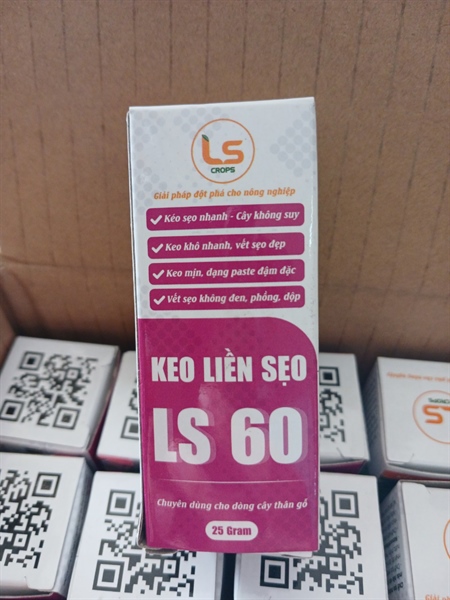 LS
CROPS
Giải pháp đột phá cho nông nghiệp
Kéo sẹo nhanh - Cây không suy
Keo khô nhanh, vết sẹo đẹp
Keo mịn, dạng paste đậm đặc
Vết sẹo không đen, phồng, dộp
KEO LIỀN SẸO
LS 60
Chuyên dùng cho dòng cây thân gỗ
25 Gram